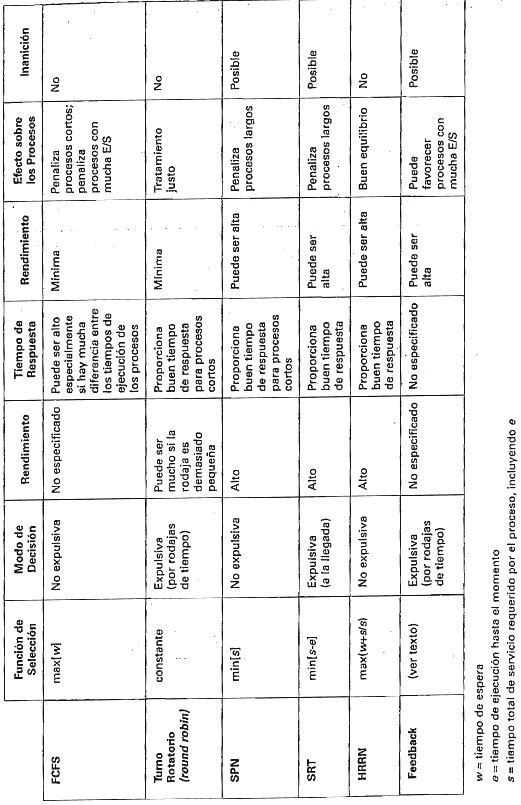 Función de
Selección
Modo de
Decisión
Rendimiento
Tiempo de
Respuesta
Rendimiento
Efecto sobre
los Procesos
Inanición
FCFS
max[w]
No expulsiva
No especificado
Puede ser alto
especialmente
si hay mucha
diferencia entre
los tiempos de
ejecución de
los procesos
Mínima
Penaliza
procesos cortos;
penaliza
procesos con
mucha E/S
No
Turno
Rotatorio
(round robin)
constante
Expulsiva
(por rodajas
de tiempo)
Puede ser
mucho si la
rodaja es
demasiado
pequeña
Proporciona
buen tiempo
de respuesta
para procesos
cortos
Mínima
Tratamiento
justo
No
SPN
min[s]
No expulsiva
Alto
Proporciona
buen tiempo
de respuesta
para procesos
cortos
Puede ser alta
Penaliza
procesos largos
Posible
SRT
min[s-e]
Expulsiva
(a la llegada)
Alto
Proporciona
buen tiempo
de respuesta
Puede ser
alta
Penaliza
procesos largos
Posible
HRRN
max(w+s/s)
No expulsiva
Alto
Proporciona
buen tiempo
de respuesta
Puede ser alta
Buen equilibrio
No
Feedback
(ver texto)
Expulsiva
(por rodajas
de tiempo)
No especificado
No especificado
Puede ser
alta
Puede
favorecer
procesos con
mucha E/S
Posible
w = tiempo de espera
e = tiempo de ejecución hasta el momento
s = tiempo total de servicio requerido por el proceso, incluyendo e